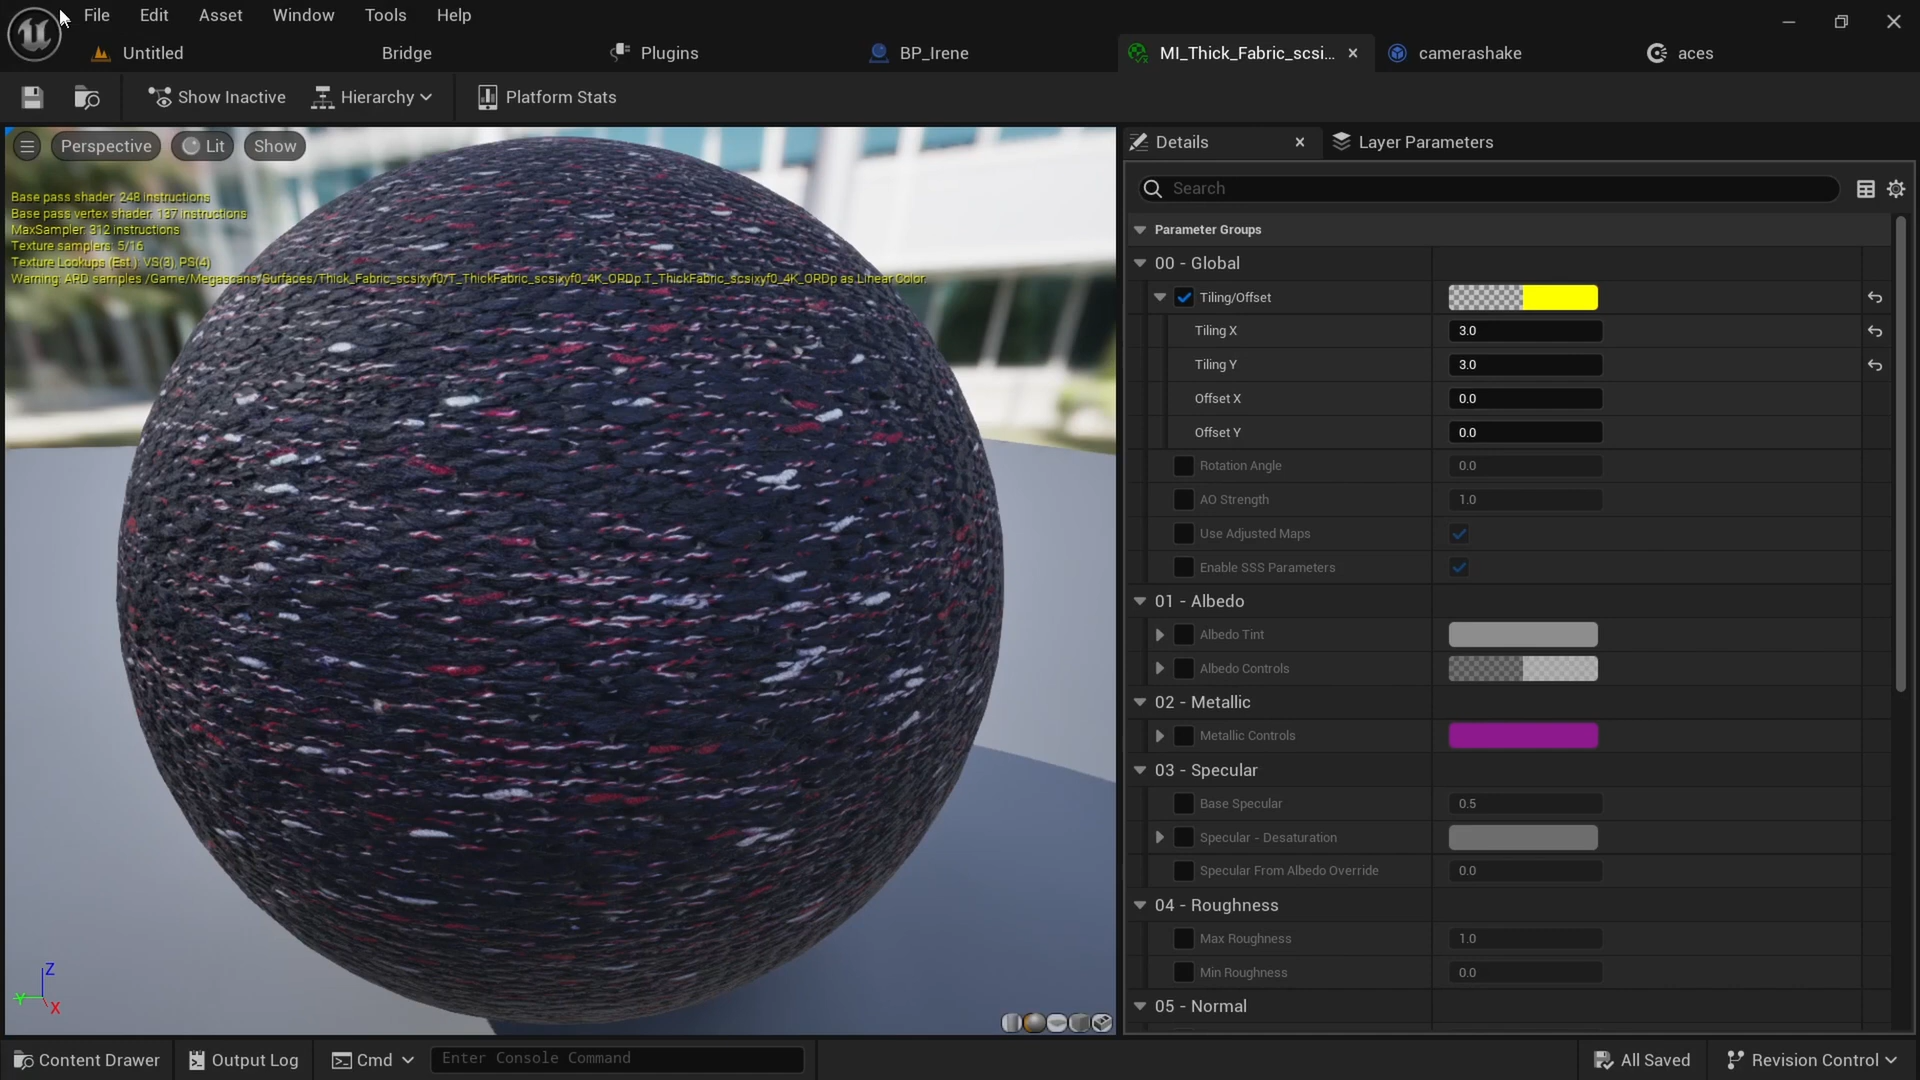 File Edit Asset Window Tools Help
Untitled Bridge Plugins BP_Irene MI_Thick_Fabric_scsi... camerashake aces
Show Inactive Hierarchy Platform Stats
Perspective Lit Show
Base pass shader: 248 instructions
Base pass vertex shader: 137 instructions
MaxSampler: 312 instructions
Texture samplers: 5/16
Texture Lookups (Est.): VS(3), PS(4)
Warning: ARD samples /Game/Megascans/Surfaces/Thick_Fabric_scsixyf0/T_ThickFabric_scsixyf0_4K_ORDp.T_ThickFabric_scsixyf0_4K_ORDp as Linear Color.
Z
Y
X
Details Layer Parameters
Search
Parameter Groups
00 - Global
Tiling/Offset
Tiling X 3.0
Tiling Y 3.0
Offset X 0.0
Offset Y 0.0
Rotation Angle 0.0
AO Strength 1.0
Use Adjusted Maps
Enable SSS Parameters
01 - Albedo
Albedo Tint
Albedo Controls
02 - Metallic
Metallic Controls
03 - Specular
Base Specular 0.5
Specular - Desaturation
Specular From Albedo Override 0.0
04 - Roughness
Max Roughness 1.0
Min Roughness 0.0
05 - Normal
Content Drawer Output Log Cmd Enter Console Command All Saved Revision Control